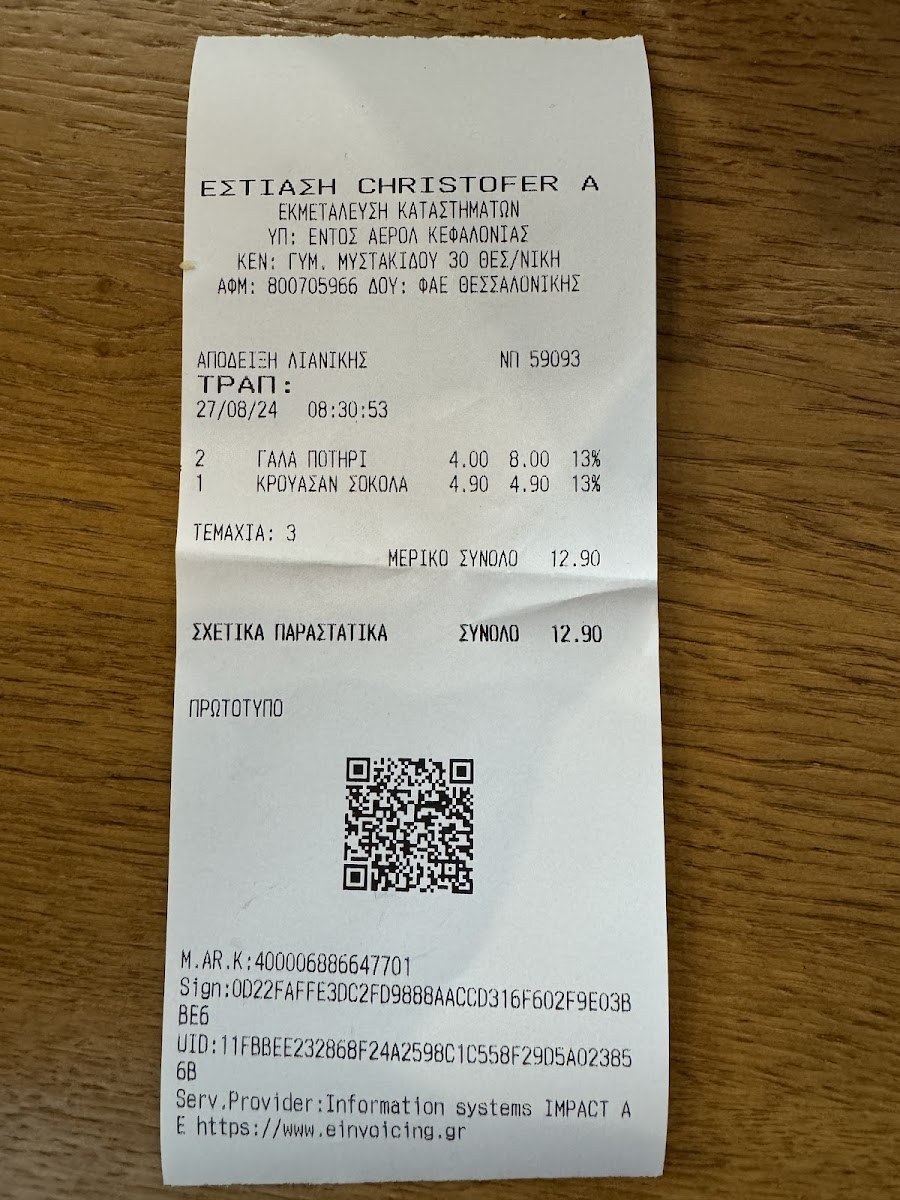 ΕΣΤΙΑΣΗ CHRISTOFER A
ΕΚΜΕΤΑΛΕΥΣΗ ΚΑΤΑΣΤΗΜΑΤΩΝ
ΥΠ: ΕΝΤΟΣ ΑΕΡΟΛ ΚΕΦΑΛΟΝΙΑΣ
ΚΕΝ: ΓΥΜ. ΜΥΣΤΑΚΙΔΟΥ 30 ΘΕΣ/ΝΙΚΗ
ΑΦΜ: 800705966 ΔΟΥ: ΦΑΕ ΘΕΣΣΑΛΟΝΙΚΗΣ
ΑΠΟΔΕΙΞΗ ΛΙΑΝΙΚΗΣ ΝΠ 59093
ΤΡΑΠ:
27/08/24 08:30:53
2 ΓΑΛΑ ΠΟΤΗΡΙ 4.00 8.00 13%
1 ΚΡΟΥΑΣΑΝ ΣΟΚΟΛΑ 4.90 4.90 13%
ΤΕΜΑΧΙΑ: 3
ΜΕΡΙΚΟ ΣΥΝΟΛΟ 12.90
ΣΧΕΤΙΚΑ ΠΑΡΑΣΤΑΤΙΚΑ ΣΥΝΟΛΟ 12.90
ΠΡΩΤΟΤΥΠΟ
M.AR.K:400006886647701
Sign:0D22FAFFE3DC2FD9888AACCD316F602F9E03B
BE6
UID:11FBBEE232868F24A2598C1C558F29D5A02385
6B
Serv.Provider:Information systems IMPACT A
E https://www.einvoicing.gr